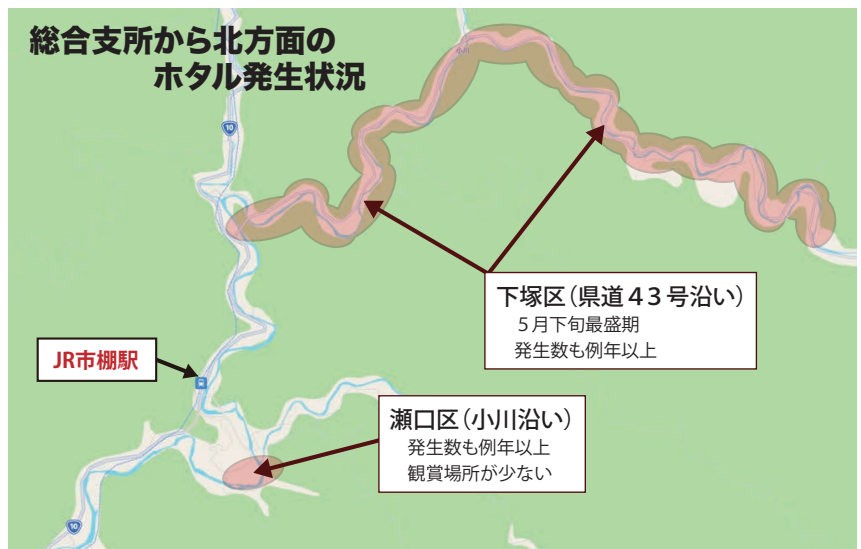 総合支所から北方面の
ホタル発生状況
小川
10
下塚区(県道43号沿い)
5月下旬最盛期
発生数も例年以上
JR市棚駅
瀬口区(小川沿い)
発生数も例年以上
観賞場所が少ない
10